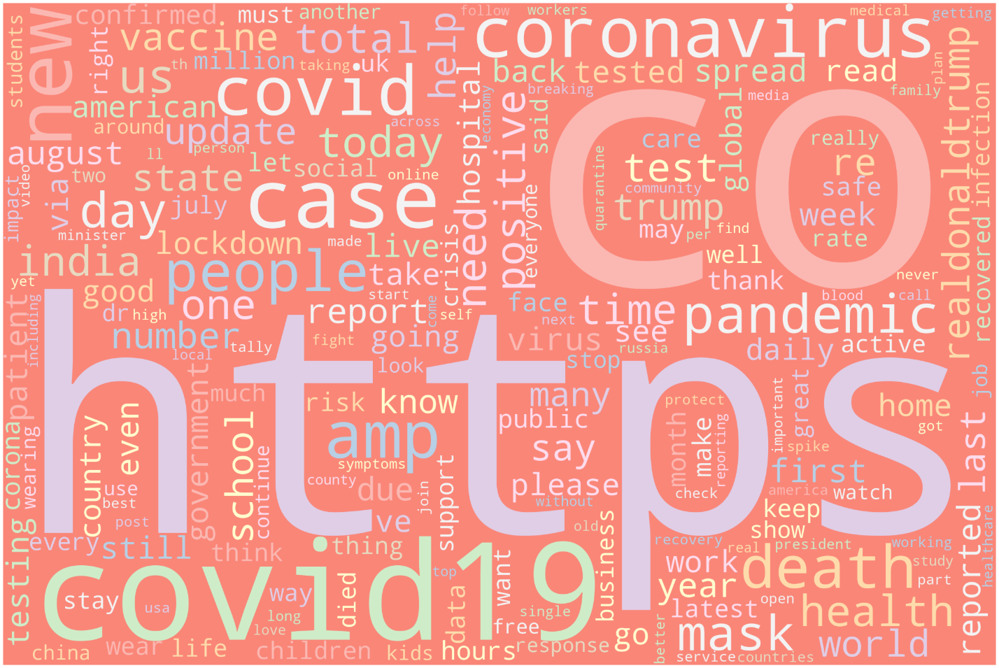 https
co
covid19
coronavirus
covid
case
new
people
death
pandemic
amp
mask
health
day
today
us
total
vaccine
india
positive
need
realdonaldtrump
trump
test
time
one
school
world
state
update
help
confirmed
must
another
follow
workers
medical
getting
students
right
th
million
taking
uk
back
tested
spread
read
plan
american
hospital
economy
breaking
said
global
media
family
around
across
august
ll
person
let
social
online
care
really
re
safe
quarantine
community
infection
recovered
impact
video
via
two
july
minister
made
crisis
everyone
may
per
find
week
rate
lockdown
live
take
well
thank
never
yet
good
dr
high
start
report
come
self
face
next
see
blood
call
patient
including
number
tally
going
fight
virus
russia
stop
daily
active
job
local
look
government
much
risk
know
many
protect
important
great
home
got
testing
corona
wearing
country
even
use
best
post
continue
symptoms
county
due
join
support
public
say
please
without
month
make
reporting
check
spike
first
america
watch
last
reported
every
still
think
ve
thing
old
business
keep
show
recovery
real
president
working
study
healthcare
stay
usa
way
long
love
died
top
want
data
single
free
response
work
year
latest
open
part
go
better
service
countries
china
wear
life
children
kids
hours